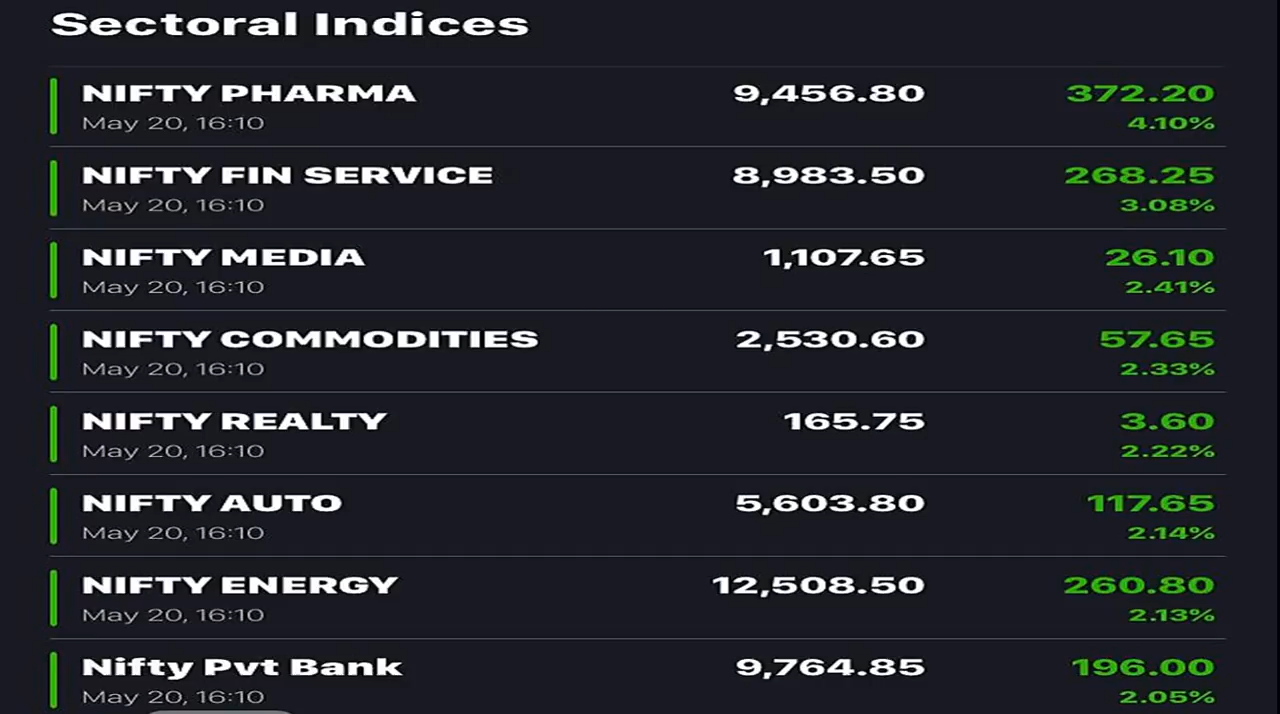 Sectoral Indices
NIFTY PHARMA 9,456.80 372.20
May 20, 16:10 4.10%
NIFTY FIN SERVICE 8,983.50 268.25
May 20, 16:10 3.08%
NIFTY MEDIA 1,107.65 26.10
May 20, 16:10 2.41%
NIFTY COMMODITIES 2,530.60 57.65
May 20, 16:10 2.33%
NIFTY REALTY 165.75 3.60
May 20, 16:10 2.22%
NIFTY AUTO 5,603.80 117.65
May 20, 16:10 2.14%
NIFTY ENERGY 12,508.50 260.80
May 20, 16:10 2.13%
Nifty Pvt Bank 9,764.85 196.00
May 20, 16:10 2.05%